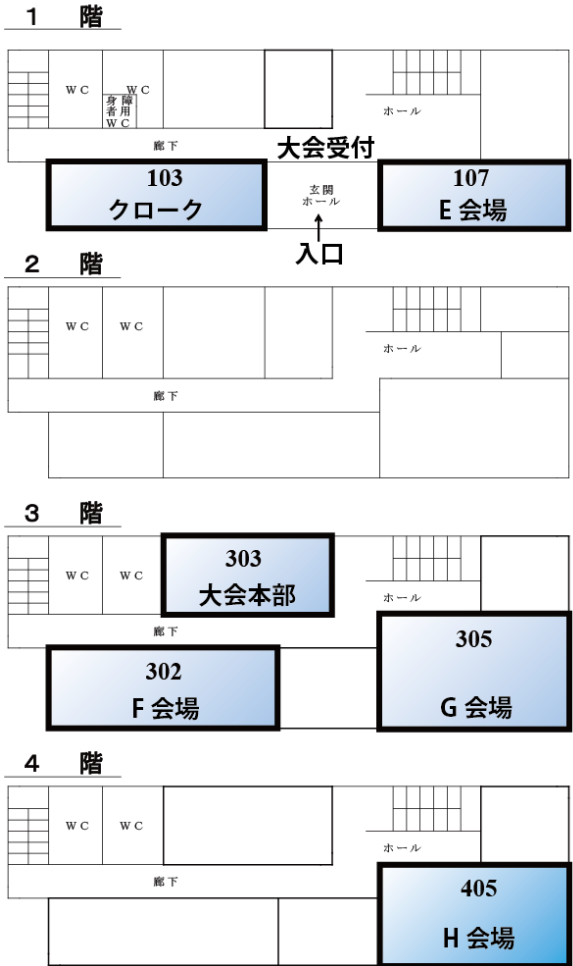 1 階
WC
WC
身障
者用
WC
ホール
廊下
大会受付
103
クローク
玄関
ホール
107
E 会場
入口
2 階
WC
WC
ホール
廊下
3 階
303
大会本部
WC
WC
ホール
廊下
305
G 会場
302
F 会場
4 階
WC
WC
ホール
廊下
405
H 会場